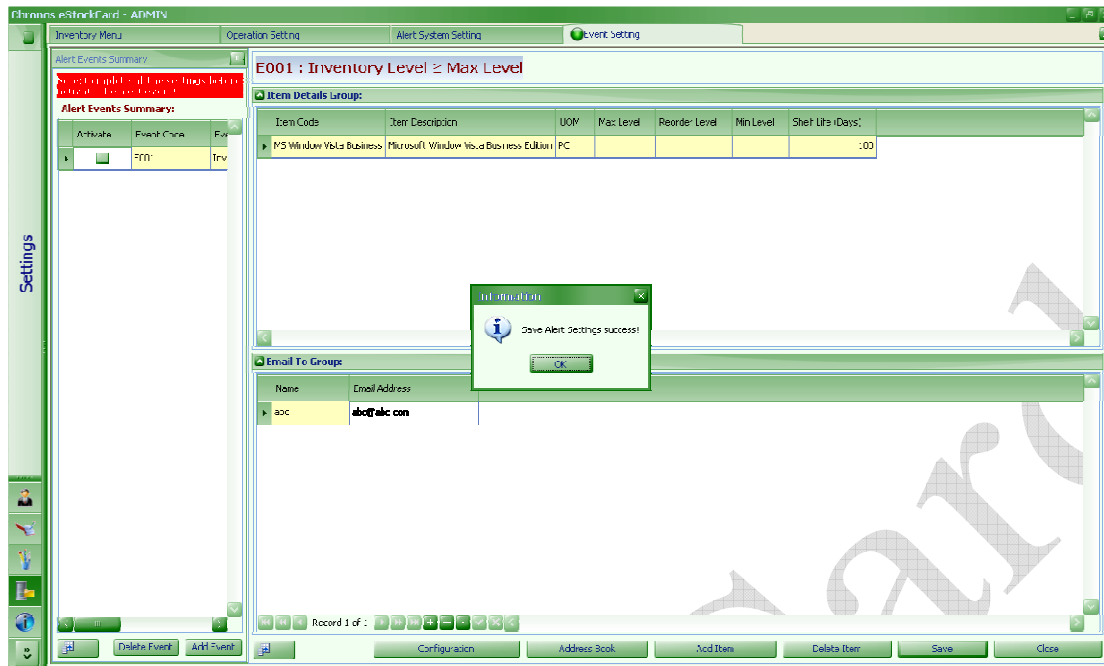 Chronos eStockCard - ADMIN
Inventory Menu
Operation Setting
Alert System Setting
Event Setting
Alert Events Summary
E001 : Inventory Level ≥ Max Level
Alert Events Summary:
Activate Event Code
E001 Inv
Item Details Group:
Item Code Item Description UOM Max Level Reorder Level Min Level Shelf Life (Days)
MS Window Vista Business Microsoft Window Vista Business Edition PC 100
Settings
Information
Save Alert Settings success!
OK
Email To Group:
Name Email Address
abc abc@abc.com
Record 1 of 1
Delete Event Add Event
Configuration Address Book Add Item Delete Item Save Close